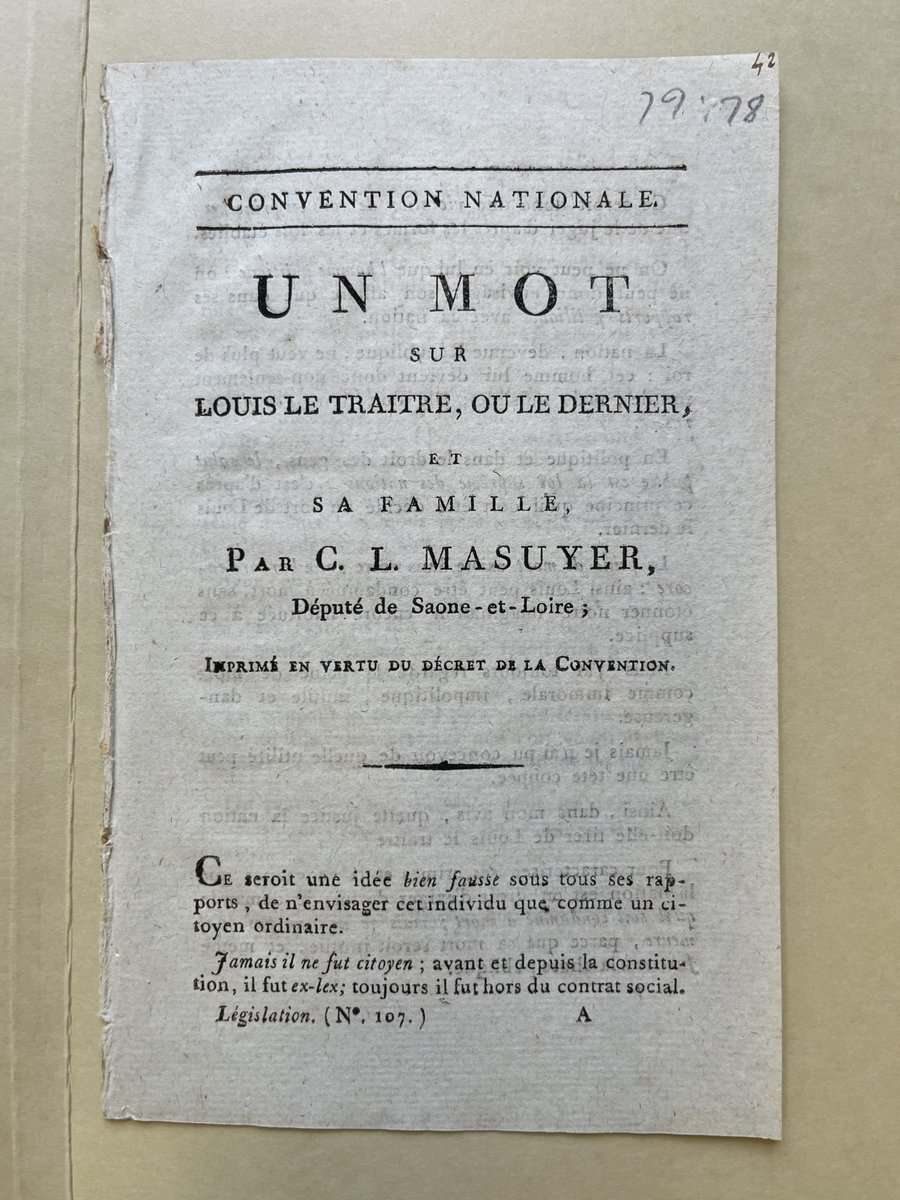 42
79 : 78
CONVENTION NATIONALE.
UN MOT
SUR
LOUIS LE TRAITRE, OU LE DERNIER,
ET
SA FAMILLE,
PAR C. L. MASUYER,
Député de Saone-et-Loire ;
IMPRIMÉ EN VERTU DU DÉCRET DE LA CONVENTION.
CE seroit une idée bien fausse sous tous ses rap-
ports , de n'envisager cet individu que comme un ci-
toyen ordinaire.
Jamais il ne fut citoyen ; avant et depuis la constitu-
tion, il fut ex-lex; toujours il fut hors du contrat social.
Législation. (N°. 107. ) A